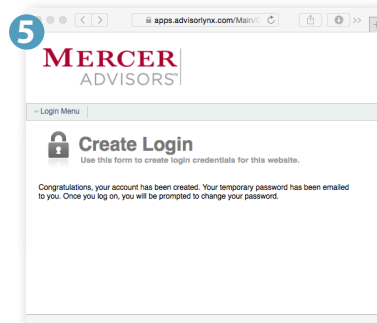 5
apps.advisorlynx.com/Main/
MERCER
ADVISORS
Login Menu
Create Login
Use this form to create login credentials for this website.
Congratulations, your account has been created. Your temporary password has been emailed
to you. Once you log on, you will be prompted to change your password.